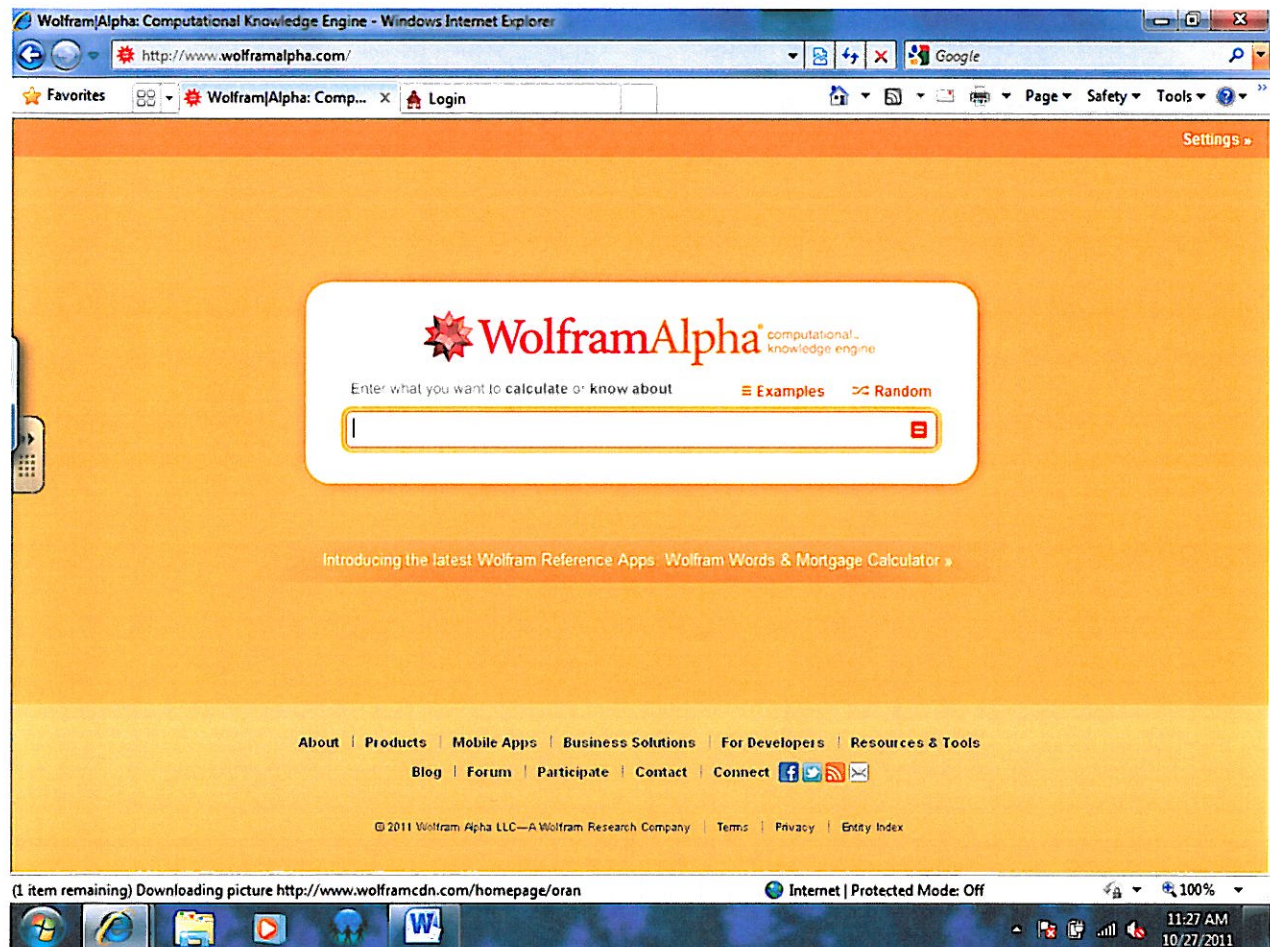 Wolfram|Alpha: Computational Knowledge Engine - Windows Internet Explorer
http://www.wolframalpha.com/ Google
Favorites Wolfram|Alpha: Comp... Login Page Safety Tools
Settings »
WolframAlpha computational knowledge engine
Enter what you want to calculate or know about Examples Random
Introducing the latest Wolfram Reference Apps: Wolfram Words & Mortgage Calculator »
About | Products | Mobile Apps | Business Solutions | For Developers | Resources & Tools
Blog | Forum | Participate | Contact | Connect
© 2011 Wolfram Alpha LLC—A Wolfram Research Company | Terms | Privacy | Entity Index
(1 item remaining) Downloading picture http://www.wolframcdn.com/homepage/oran Internet | Protected Mode: Off 100%
11:27 AM
10/27/2011